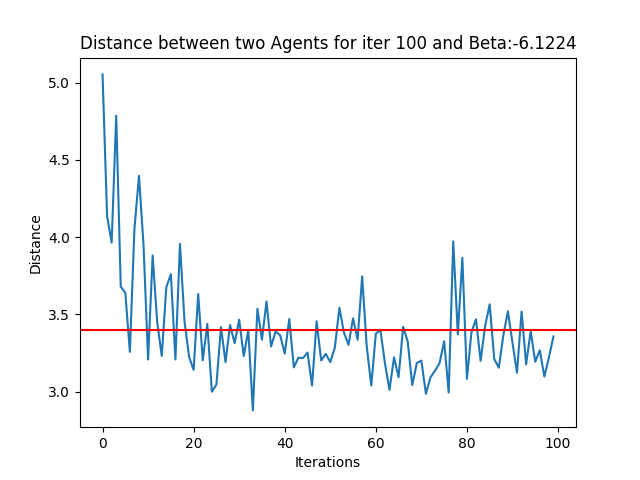 Distance between two Agents for iter 100 and Beta:-6.1224
5.0
4.5
4.0
3.5
3.0
Distance
0 20 40 60 80 100
Iterations